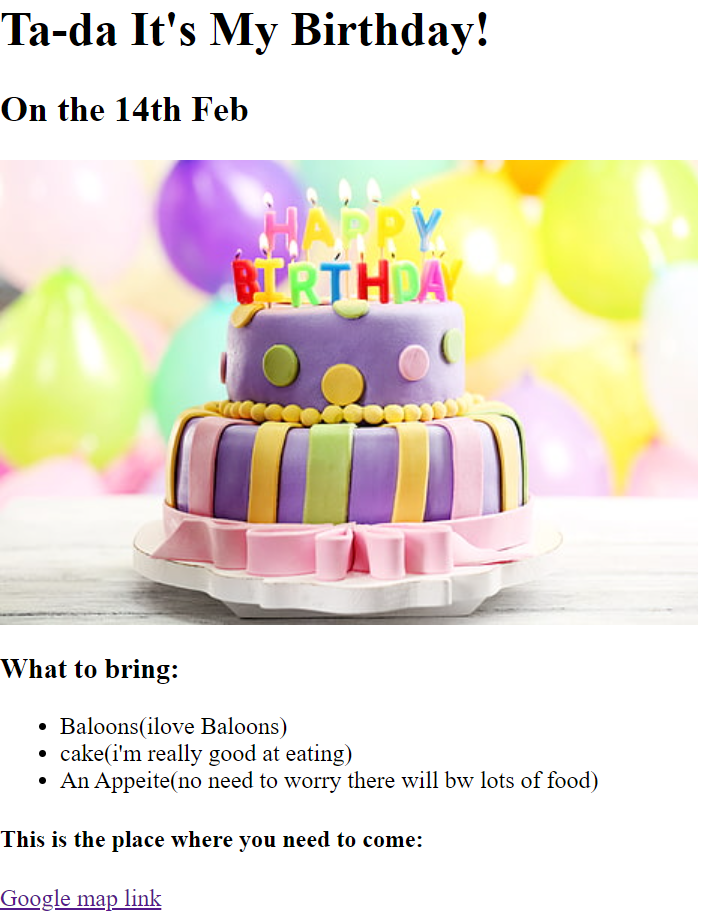 Ta-da It's My Birthday!
On the 14th Feb
HAPPY
BIRTHDAY
What to bring:
Baloons(ilove Baloons)
cake(i'm really good at eating)
An Appeite(no need to worry there will bw lots of food)
This is the place where you need to come:
Google map link